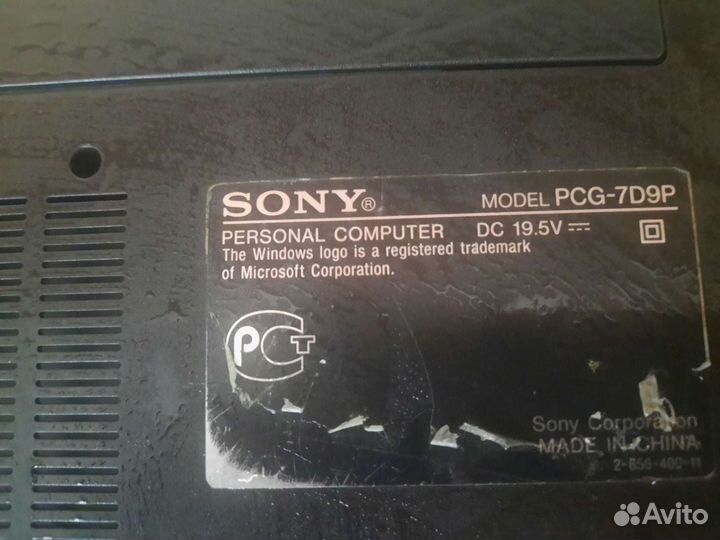 SONY®
MODEL PCG-7D9P
PERSONAL COMPUTER DC 19.5V
The Windows logo is a registered trademark
of Microsoft Corporation.
РСТ
Sony Corporation
MADE IN CHINA
2-656-400-11
Avito